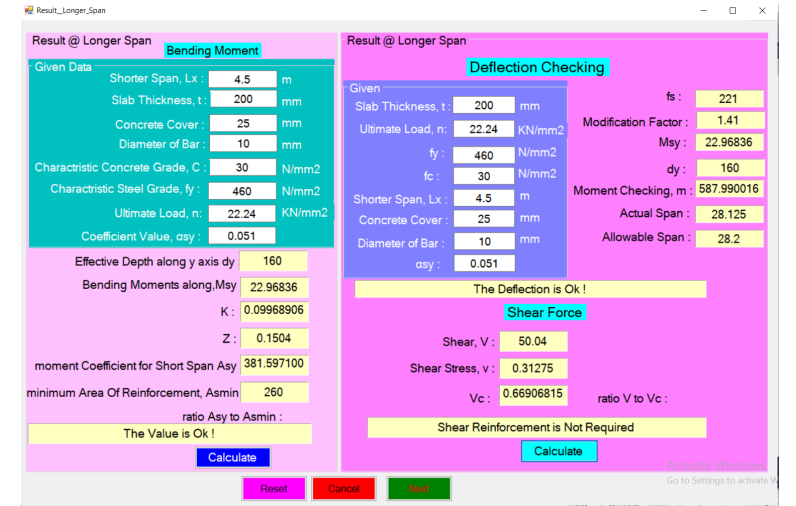 Result_Longer_Span
Result @ Longer Span
Bending Moment
Given Data
Shorter Span, Lx : 4.5 m
Slab Thickness, t : 200 mm
Concrete Cover : 25 mm
Diameter of Bar : 10 mm
Charactristic Concrete Grade, C : 30 N/mm2
Charactristic Steel Grade, fy : 460 N/mm2
Ultimate Load, n: 22.24 KN/mm2
Coefficient Value, αsy : 0.051
Effective Depth along y axis dy 160
Bending Moments along,Msy 22.96836
K : 0.09968906
Z : 0.1504
moment Coefficient for Short Span Asy 381.597100
minimum Area Of Reinforcement, Asmin 260
ratio Asy to Asmin :
The Value is Ok !
Calculate
Result @ Longer Span
Deflection Checking
Given
Slab Thickness, t : 200 mm
Ultimate Load, n: 22.24 KN/mm2
fy : 460 N/mm2
fc : 30 N/mm2
Shorter Span, Lx : 4.5 m
Concrete Cover : 25 mm
Diameter of Bar : 10 mm
αsy : 0.051
fs : 221
Modification Factor : 1.41
Msy : 22.96836
dy : 160
Moment Checking, m : 587.990016
Actual Span : 28.125
Allowable Span : 28.2
The Deflection is Ok !
Shear Force
Shear, V : 50.04
Shear Stress, v : 0.31275
Vc : 0.66906815 ratio V to Vc :
Shear Reinforcement is Not Required
Calculate
Activate Windows
Go to Settings to activate W
Reset Cancel Next